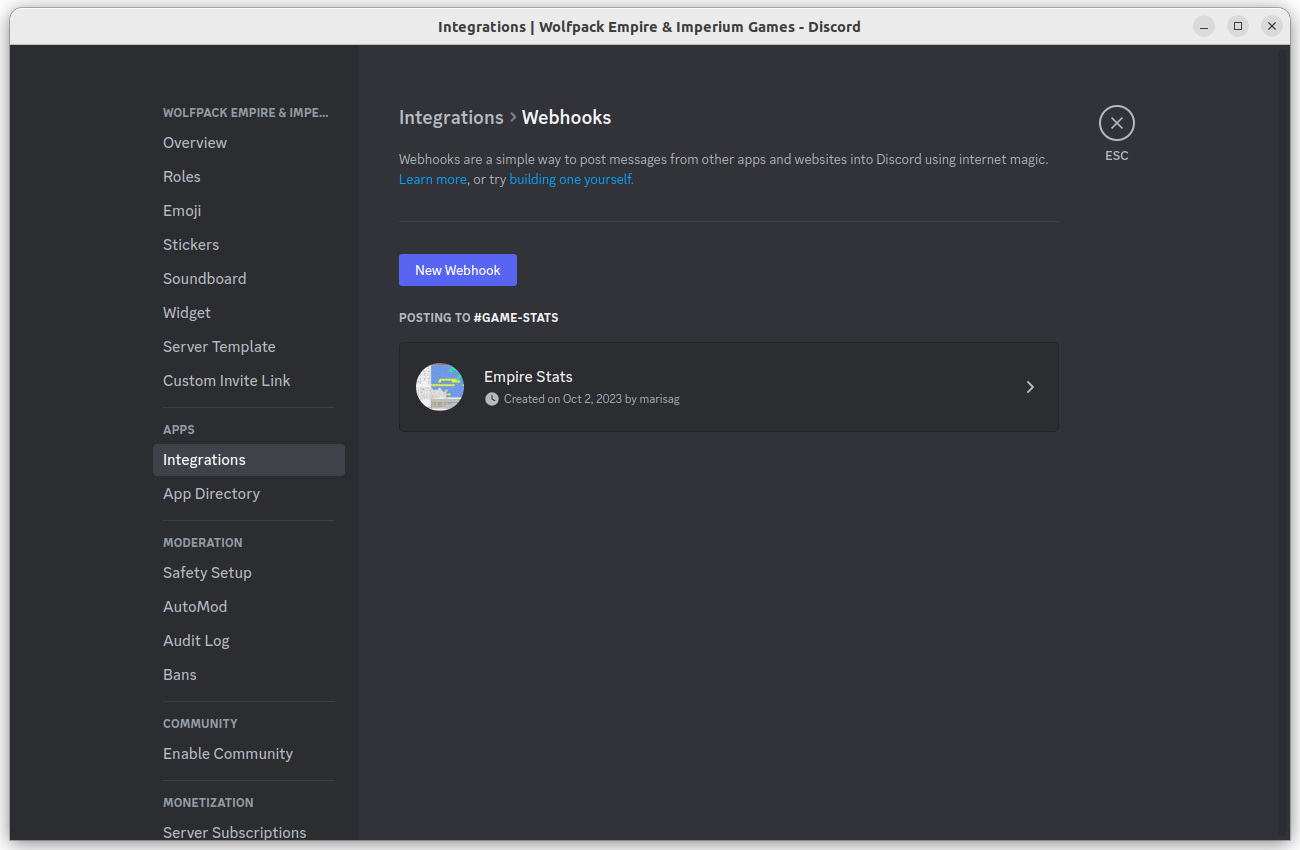 Integrations | Wolfpack Empire & Imperium Games - Discord
WOLFPACK EMPIRE & IMPE...
Overview
Roles
Emoji
Stickers
Soundboard
Widget
Server Template
Custom Invite Link
APPS
Integrations
App Directory
MODERATION
Safety Setup
AutoMod
Audit Log
Bans
COMMUNITY
Enable Community
MONETIZATION
Server Subscriptions
Integrations > Webhooks
Webhooks are a simple way to post messages from other apps and websites into Discord using internet magic.
Learn more, or try building one yourself.
New Webhook
POSTING TO #GAME-STATS
Empire Stats
Created on Oct 2, 2023 by marisag
ESC